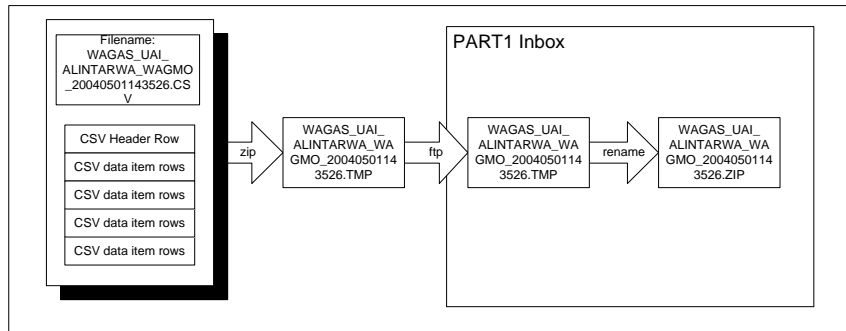 Filename:
WAGAS_UAI_
ALINTARWA_WAGMO
_20040501143526.CS
V
CSV Header Row
CSV data item rows
CSV data item rows
CSV data item rows
CSV data item rows
zip
WAGAS_UAI_
ALINTARWA_WA
GMO_2004050114
3526.TMP
ftp
PART1 Inbox
WAGAS_UAI_
ALINTARWA_WA
GMO_2004050114
3526.TMP
rename
WAGAS_UAI_
ALINTARWA_WA
GMO_2004050114
3526.ZIP